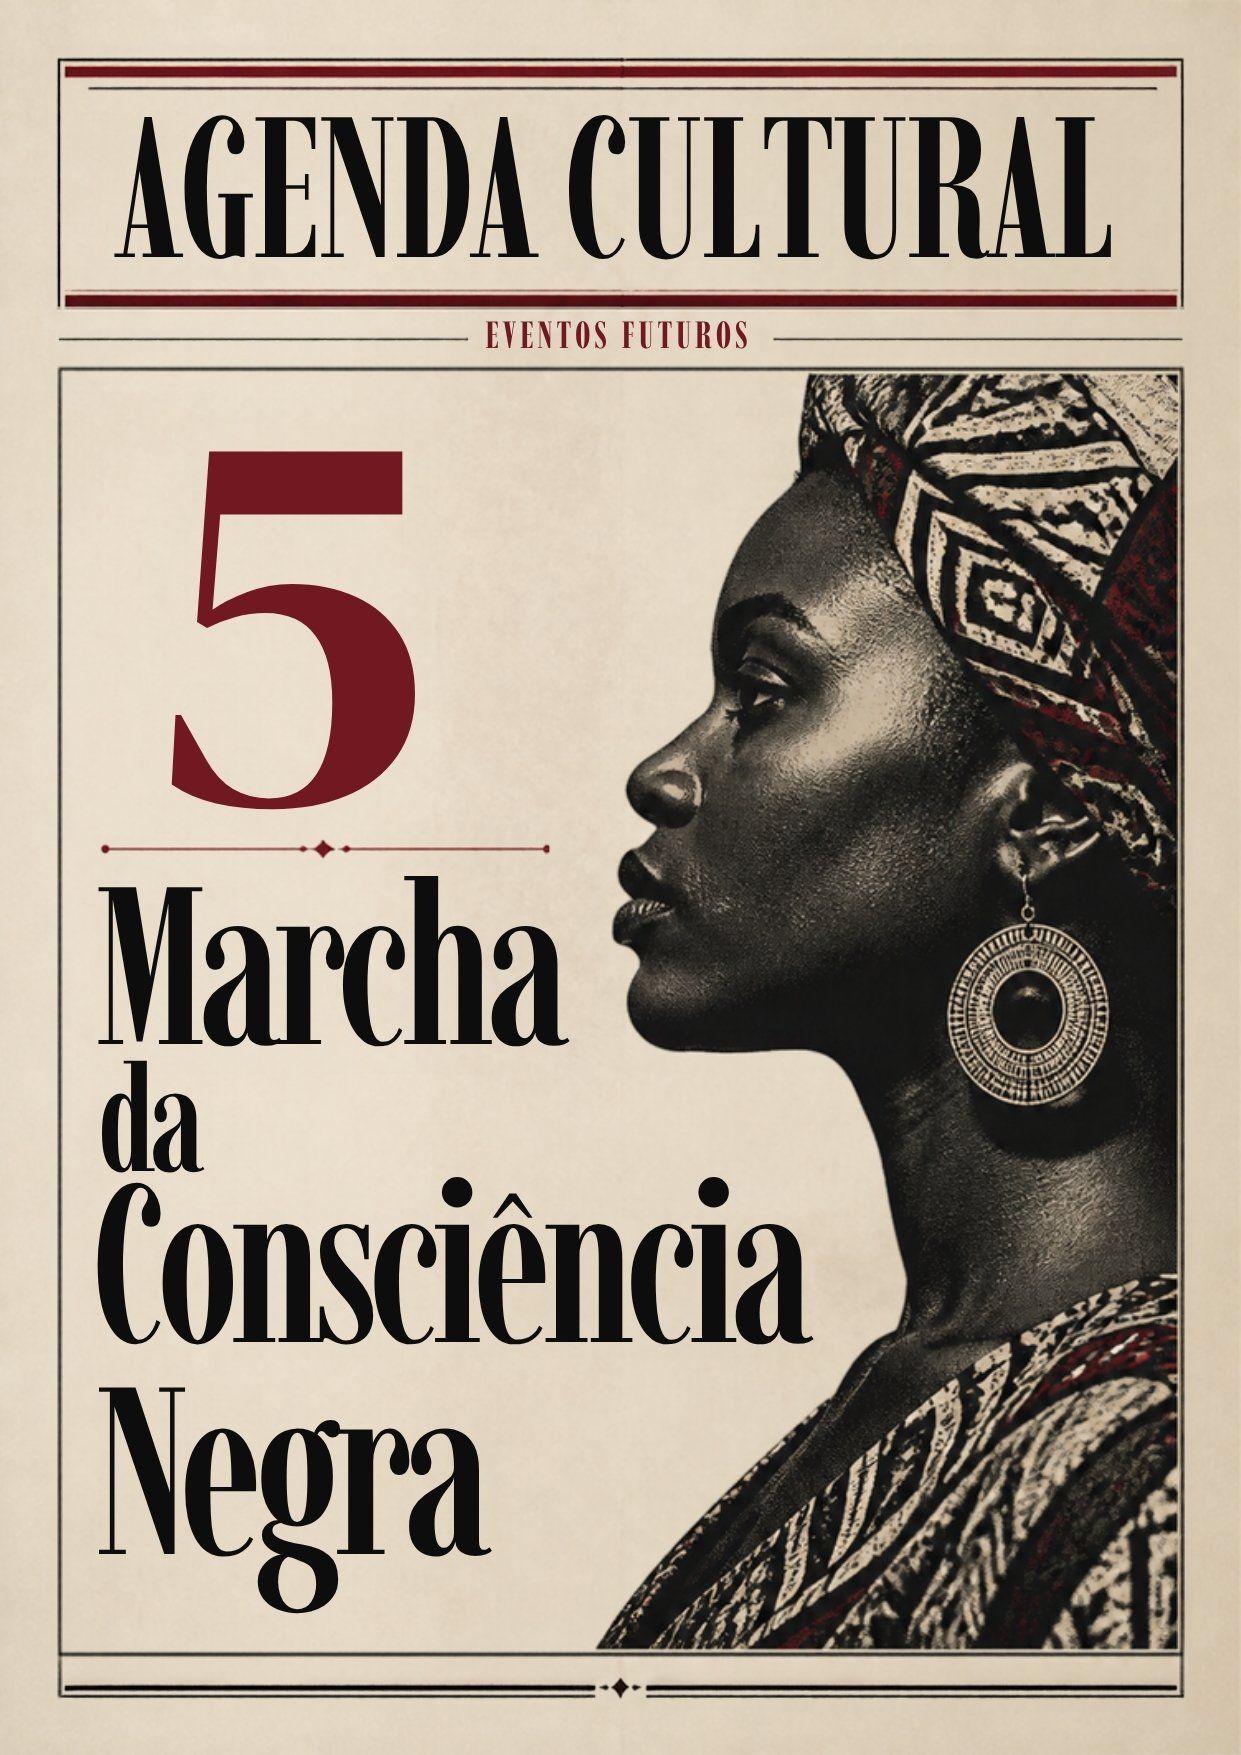 AGENDA CULTURAL
EVENTOS FUTUROS
5
Marcha
da
Consciência
Negra